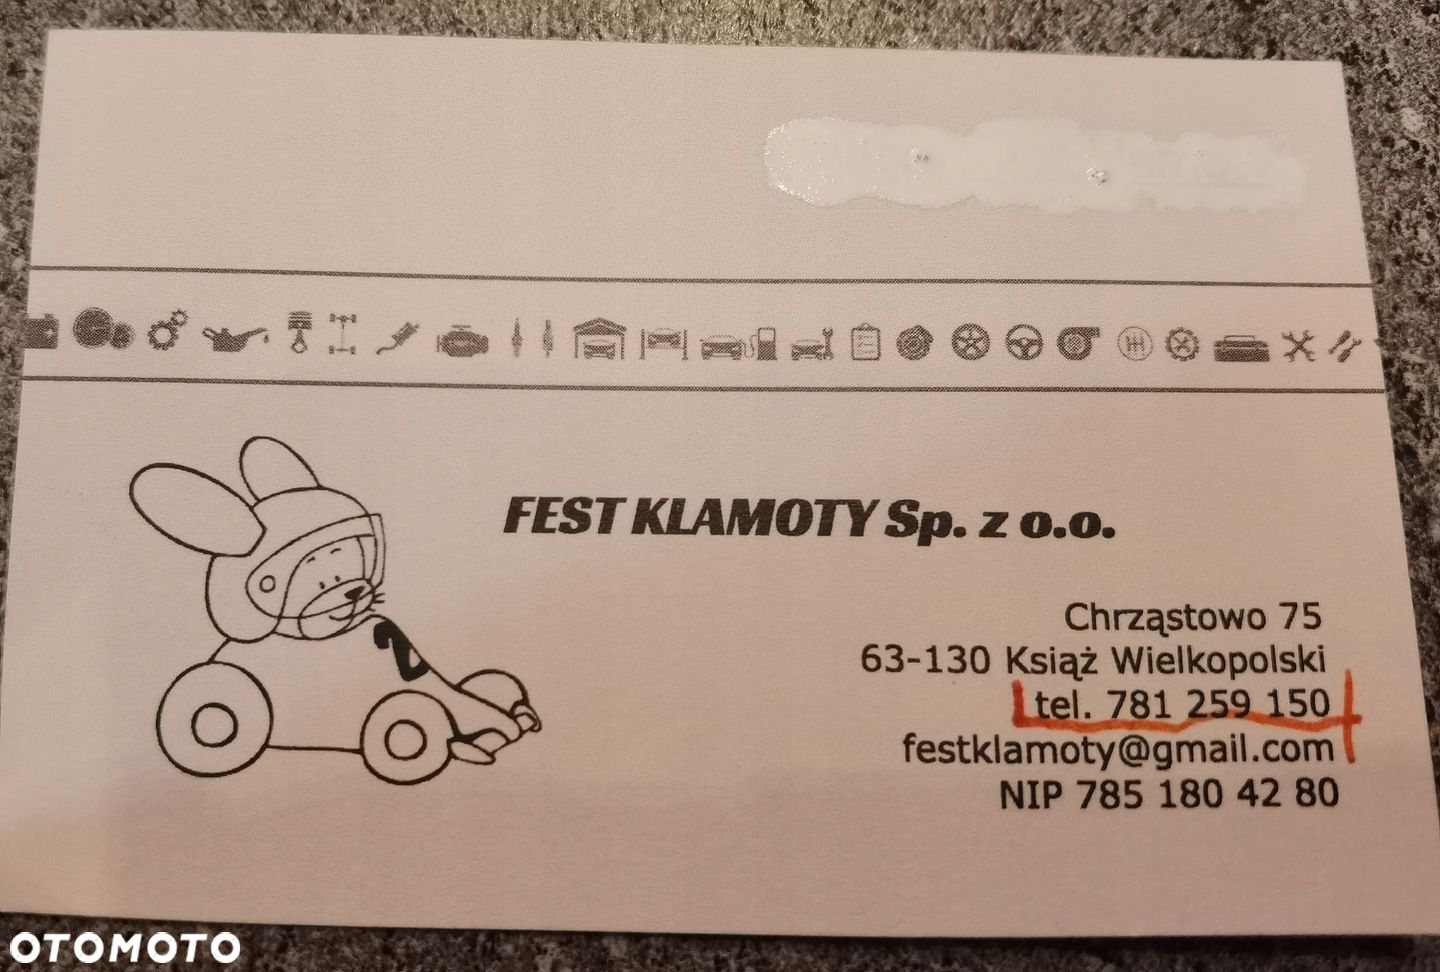 FEST KLAMOTY Sp. z o.o.
Chrząstowo 75
63-130 Książ Wielkopolski
tel. 781 259 150
festklamoty@gmail.com
NIP 785 180 42 80
2
OTOMOTO